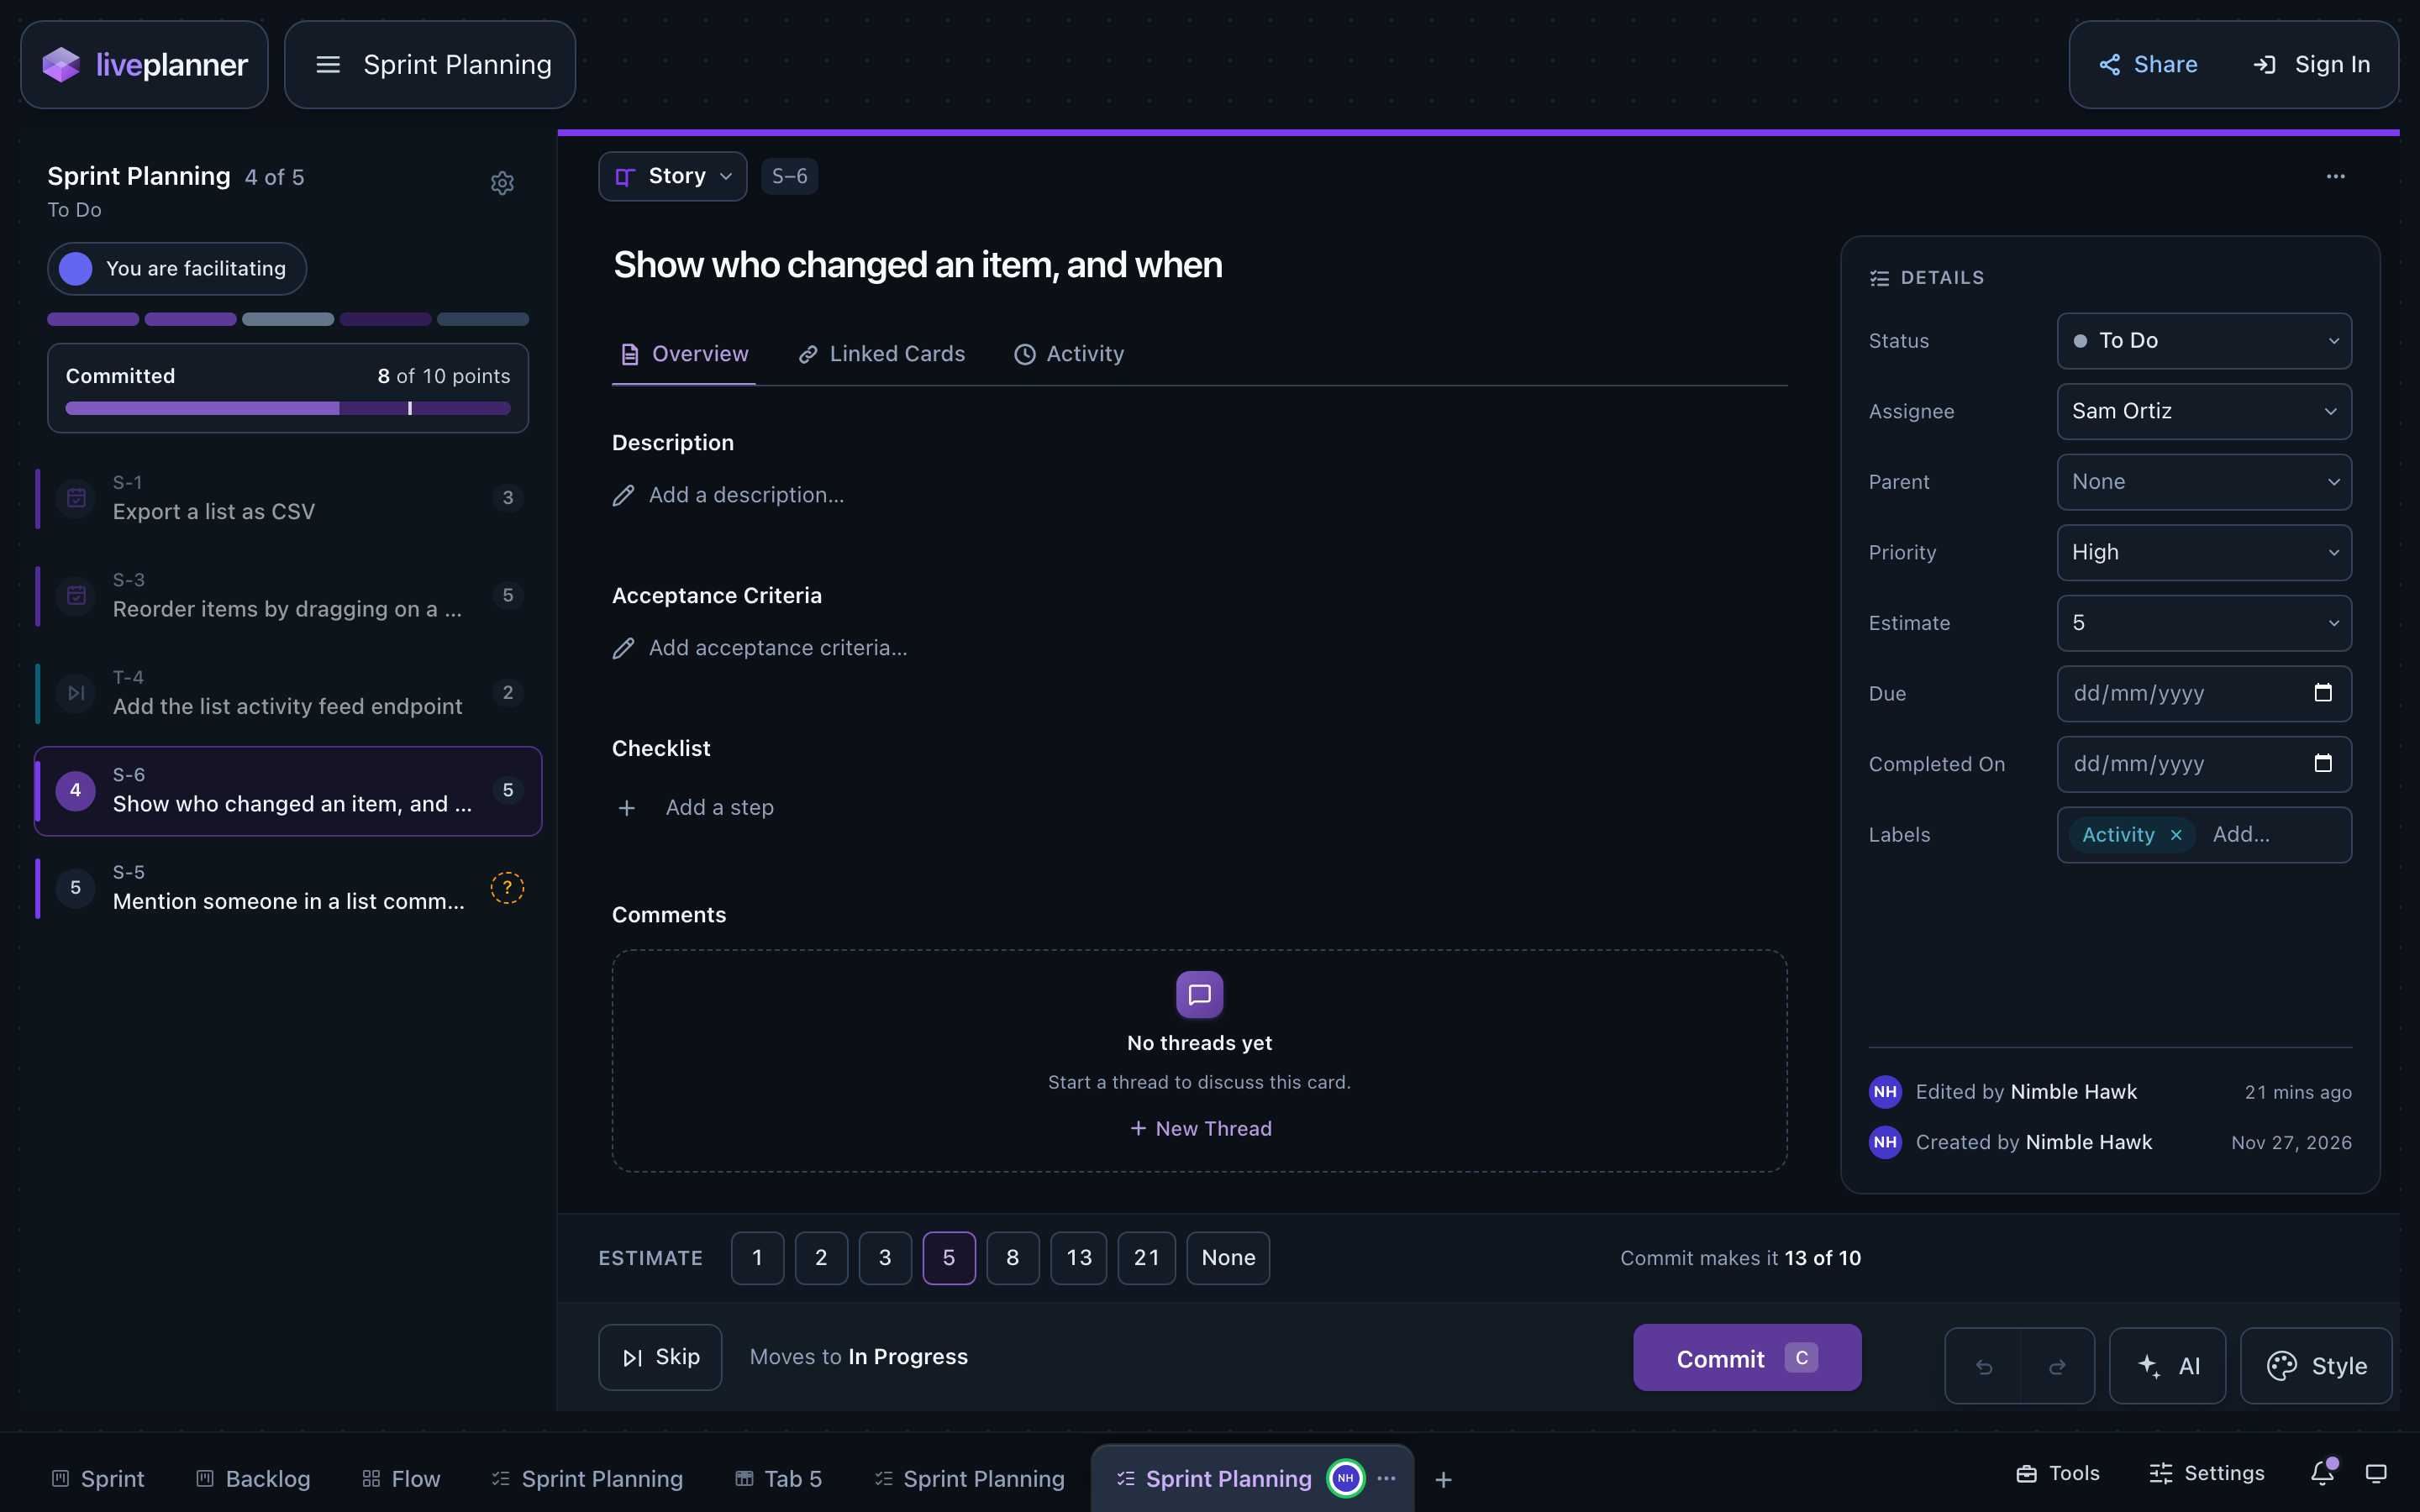 liveplanner
Sprint Planning
Share
Sign In
Sprint Planning 4 of 5
To Do
You are facilitating
Committed 8 of 10 points
S-1
Export a list as CSV
3
S-3
Reorder items by dragging on a ...
5
T-4
Add the list activity feed endpoint
2
4
S-6
Show who changed an item, and ...
5
5
S-5
Mention someone in a list comm...
?
Story S-6
Show who changed an item, and when
Overview Linked Cards Activity
Description
Add a description...
Acceptance Criteria
Add acceptance criteria...
Checklist
Add a step
Comments
No threads yet
Start a thread to discuss this card.
+ New Thread
DETAILS
Status To Do
Assignee Sam Ortiz
Parent None
Priority High
Estimate 5
Due dd/mm/yyyy
Completed On dd/mm/yyyy
Labels Activity × Add...
NH Edited by Nimble Hawk 21 mins ago
NH Created by Nimble Hawk Nov 27, 2026
ESTIMATE 1 2 3 5 8 13 21 None Commit makes it 13 of 10
Skip Moves to In Progress Commit C AI Style
Sprint Backlog Flow Sprint Planning Tab 5 Sprint Planning Sprint Planning NH ... + Tools Settings